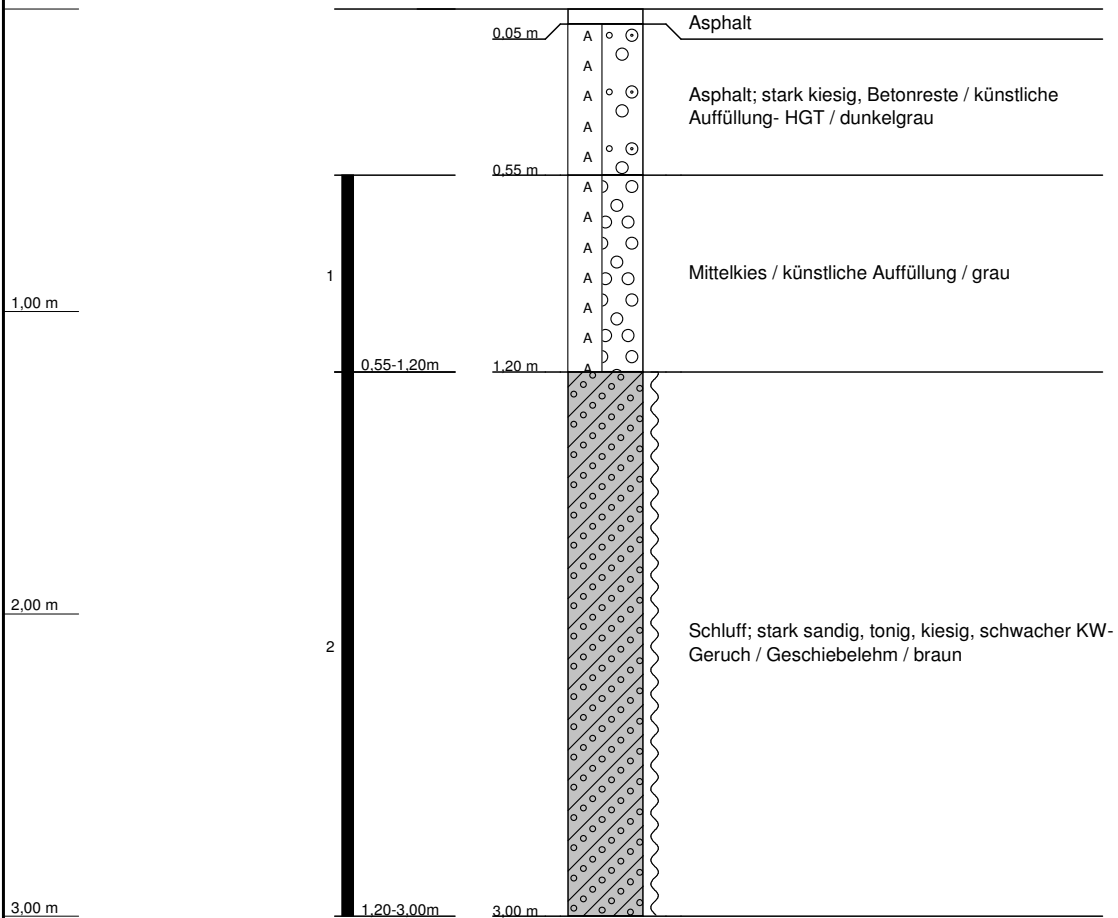 Asphalt
0,05 m
A
A
A
A
A
Asphalt; stark kiesig, Betonreste / künstliche
Auffüllung- HGT / dunkelgrau
0,55 m
A
A
A
A
A
A
A
1
Mittelkies / künstliche Auffüllung / grau
1,00 m
0,55-1,20m
1,20 m
2,00 m
2
Schluff; stark sandig, tonig, kiesig, schwacher KW-
Geruch / Geschiebelehm / braun
3,00 m
1,20-3,00m
3,00 m